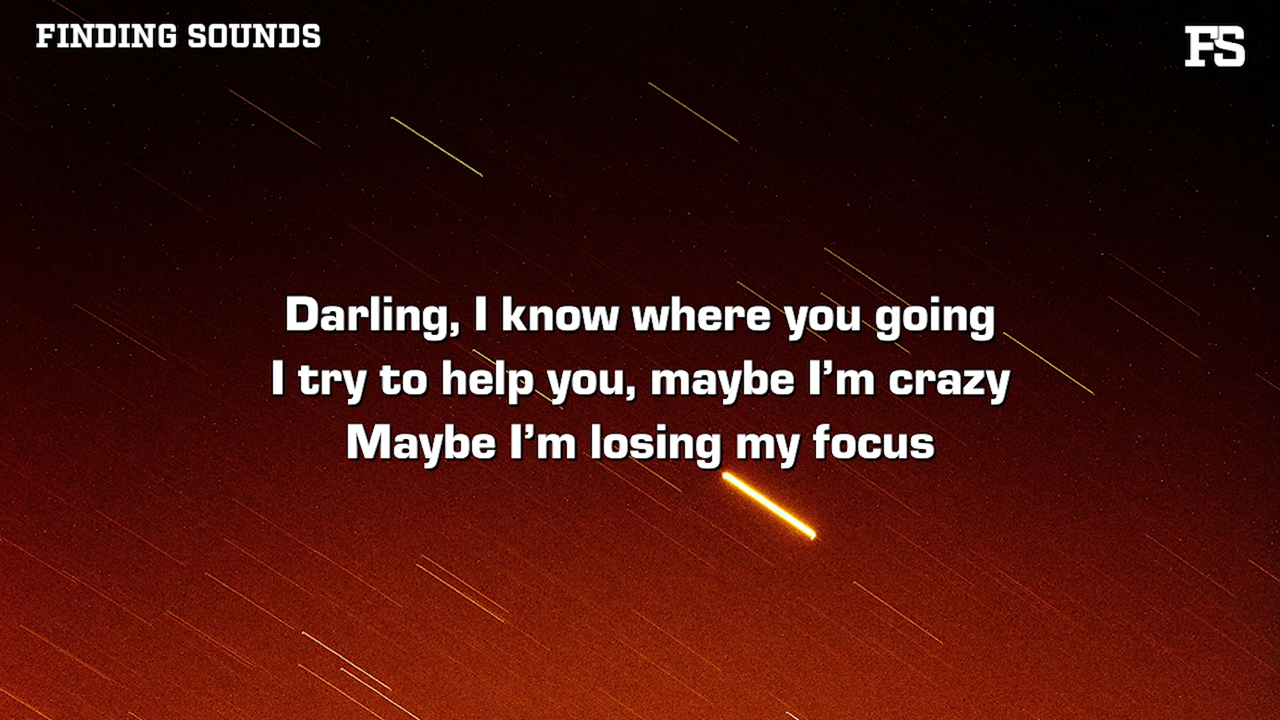 FINDING SOUNDS
FS
Darling, I know where you going
I try to help you, maybe I’m crazy
Maybe I’m losing my focus